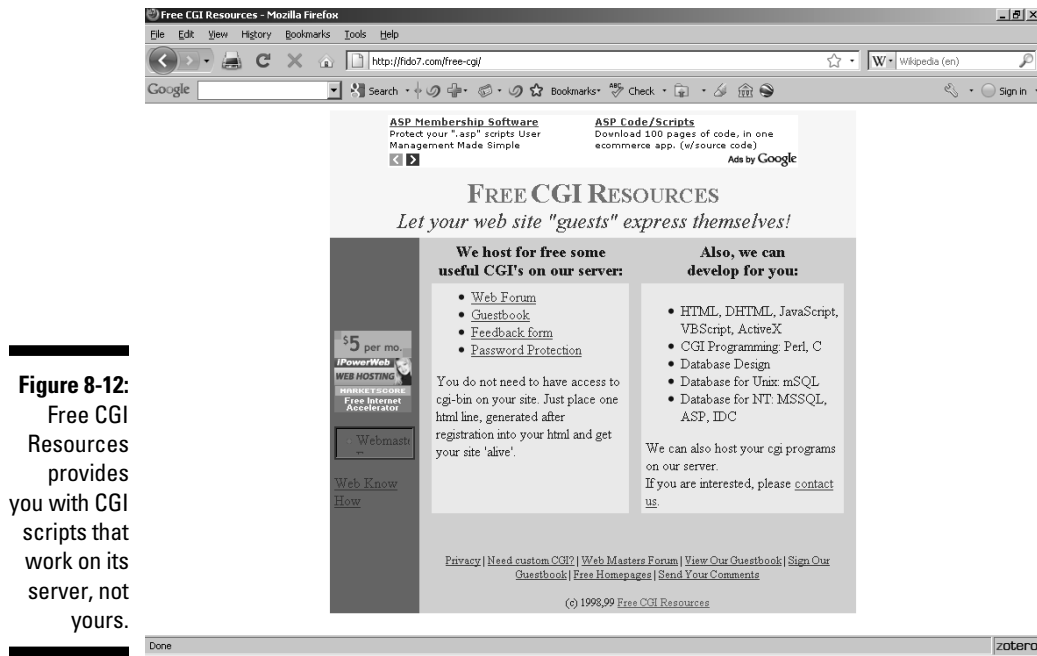 Free CGI Resources - Mozilla Firefox
File Edit View History Bookmarks Tools Help
http://fido7.com/free-cgi/
W Wikipedia (en)
Google
Search Bookmarks Check Sign in
ASP Membership Software
Protect your ".asp" scripts User
Management Made Simple
ASP Code/Scripts
Download 100 pages of code, in one
ecommerce app. (w/source code)
Ads by Google
FREE CGI RESOURCES
Let your web site "guests" express themselves!
$5 per mo.
iPowerWeb
WEB HOSTING
MARKETSCORE
Free Internet
Accelerator
Webmaste
Web Know
How
We host for free some
useful CGI's on our server:
• Web Forum
• Guestbook
• Feedback form
• Password Protection
You do not need to have access to
cgi-bin on your site. Just place one
html line, generated after
registration into your html and get
your site 'alive'.
Also, we can
develop for you:
• HTML, DHTML, JavaScript,
VBScript, ActiveX
• CGI Programming: Perl, C
• Database Design
• Database for Unix: mSQL
• Database for NT: MSSQL,
ASP, IDC
We can also host your cgi programs
on our server.
If you are interested, please contact
us.
Privacy | Need custom CGI? | Web Masters Forum | View Our Guestbook | Sign Our
Guestbook | Free Homepages | Send Your Comments
(c) 1998,99 Free CGI Resources
Done
zotero
Figure 8-12:
Free CGI
Resources
provides
you with CGI
scripts that
work on its
server, not
yours.